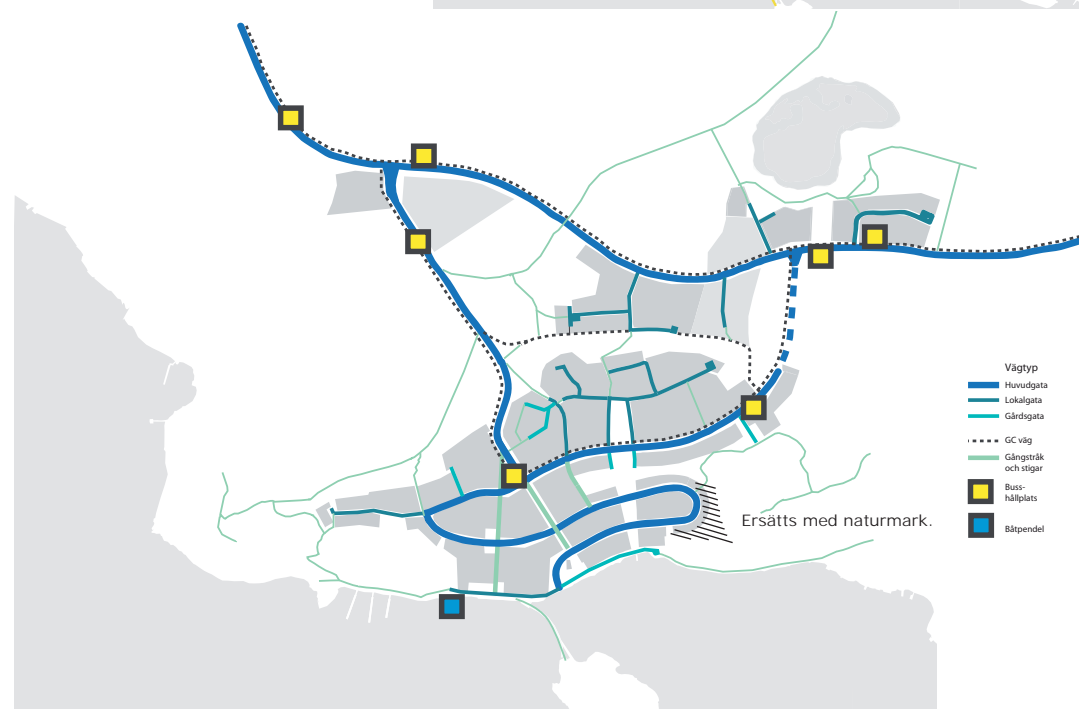 Vägtyp
Huvudgata
Lokalgata
Gårdsgata
GC väg
Gångstråk
och stigar
Buss-
hållplats
Ersätts med naturmark.
Båtpendel